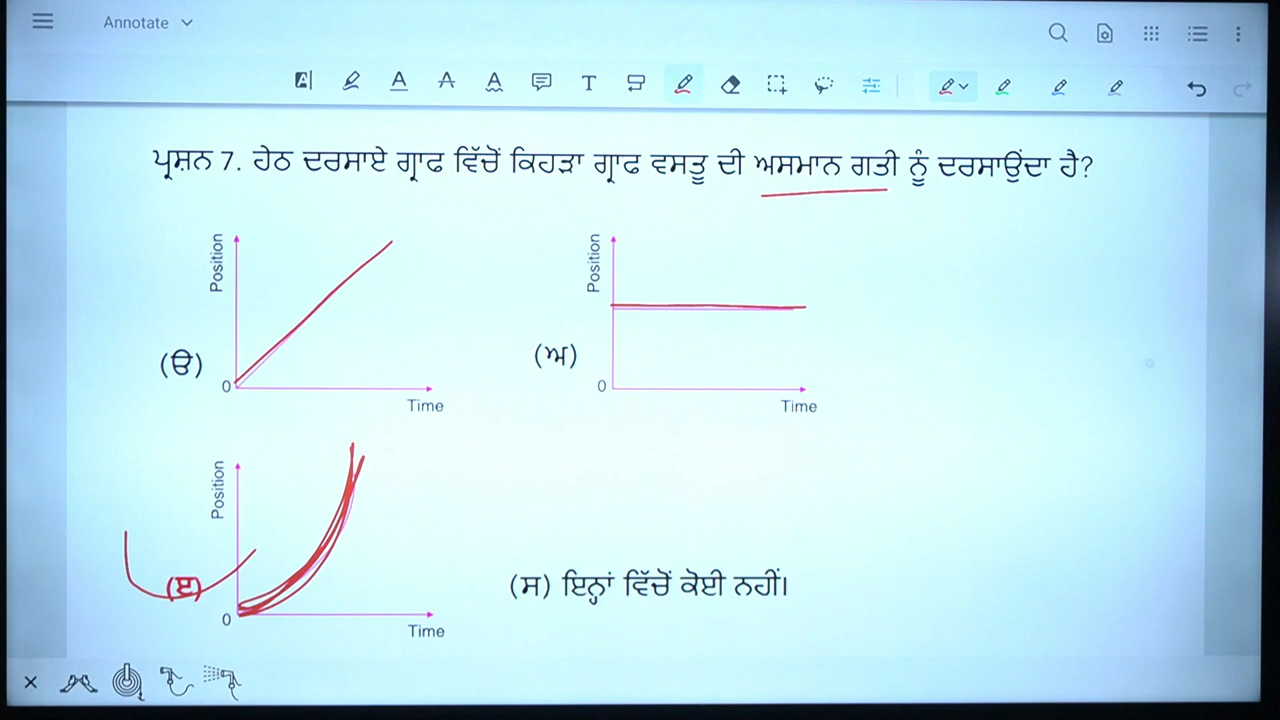 Annotate
ਪ੍ਰਸ਼ਨ 7. ਹੇਠ ਦਰਸਾਏ ਗ੍ਰਾਫ ਵਿੱਚੋਂ ਕਿਹੜਾ ਗ੍ਰਾਫ ਵਸਤੂ ਦੀ ਅਸਮਾਨ ਗਤੀ ਨੂੰ ਦਰਸਾਉਂਦਾ ਹੈ?
Position
(ੳ)
0
Time
Position
(ਅ)
0
Time
Position
(ੲ)
0
Time
(ਸ) ਇਨ੍ਹਾਂ ਵਿੱਚੋਂ ਕੋਈ ਨਹੀਂ।